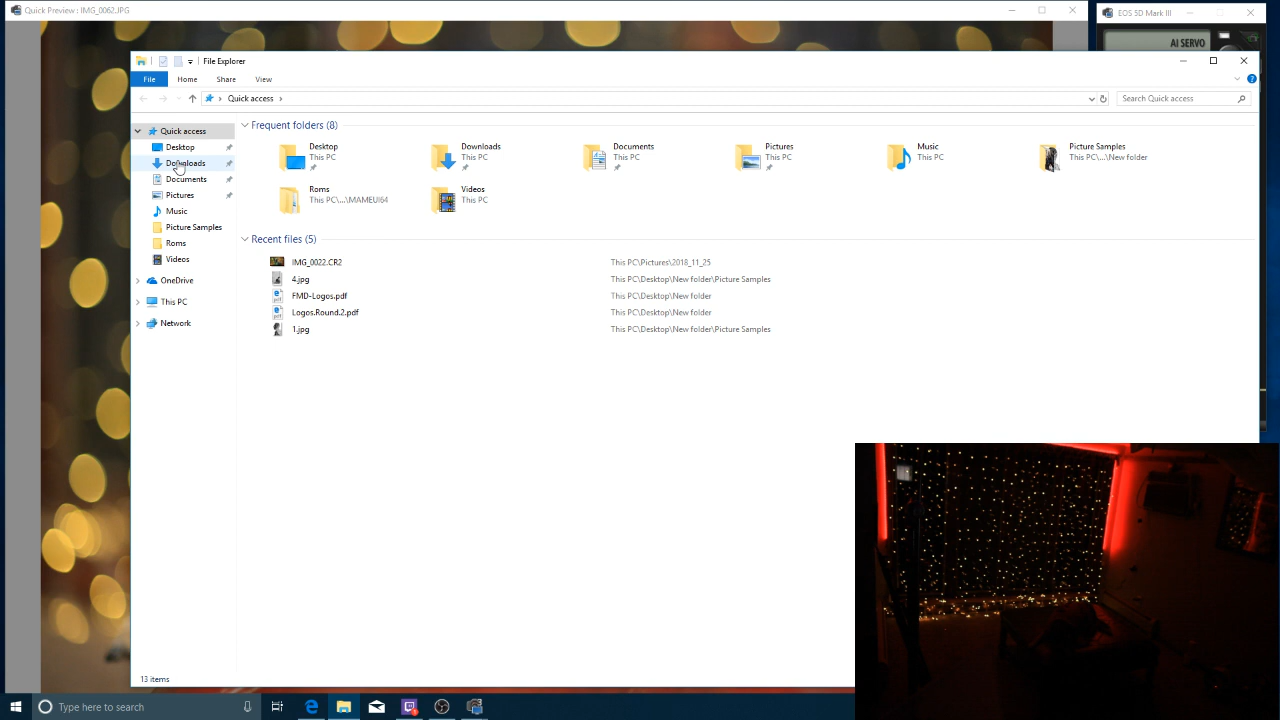 Quick Preview : IMG_0062.JPG
EOS 5D Mark III
AI SERVO
File Explorer
File Home Share View
Quick access
Search Quick access
Quick access
Desktop
Downloads
Documents
Pictures
Music
Picture Samples
Roms
Videos
OneDrive
This PC
Network
Frequent folders (8)
Desktop
This PC
Downloads
This PC
Documents
This PC
Pictures
This PC
Music
This PC
Picture Samples
This PC\...\New folder
Roms
This PC\...\MAMEUI64
Videos
This PC
Recent files (5)
IMG_0022.CR2 This PC\Pictures\2018_11_25
4.jpg This PC\Desktop\New folder\Picture Samples
FMD-Logos.pdf This PC\Desktop\New folder
Logos.Round.2.pdf This PC\Desktop\New folder
1.jpg This PC\Desktop\New folder\Picture Samples
13 items
Type here to search